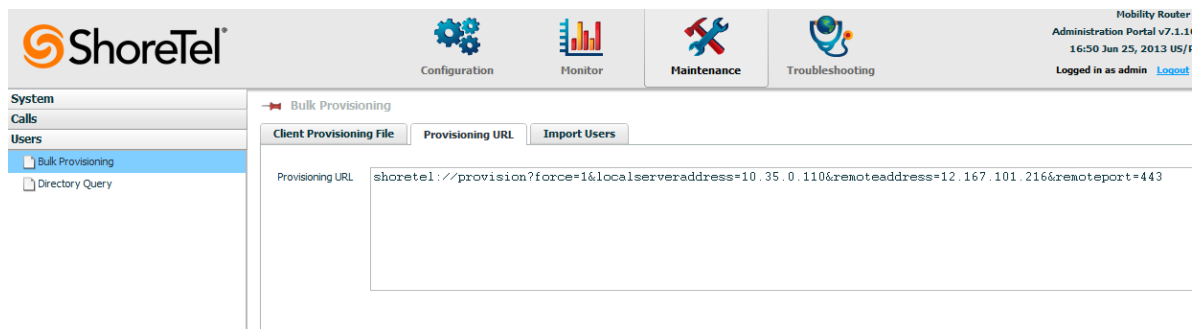 ShoreTel
Configuration
Monitor
Maintenance
Troubleshooting
Mobility Router
Administration Portal v7.1.1
16:50 Jun 25, 2013 US/
Logged in as admin Logout
System
Calls
Users
Bulk Provisioning
Directory Query
Bulk Provisioning
Client Provisioning File
Provisioning URL
Import Users
Provisioning URL
shoretel://provision?force=1&localserveraddress=10.35.0.110&remoteaddress=12.167.101.216&remoteport=443